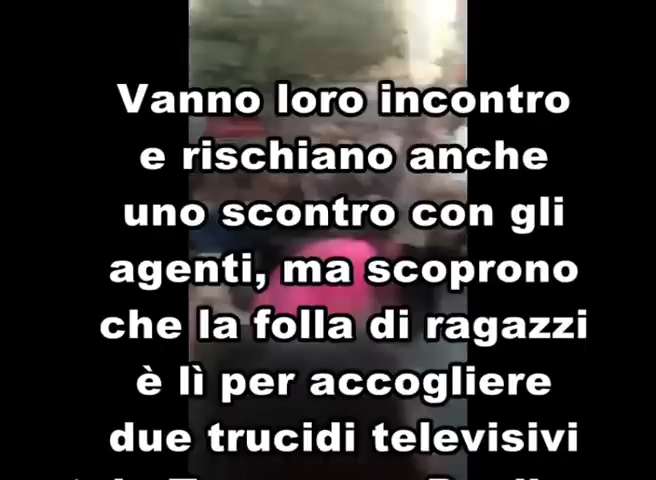 Vanno loro incontro
e rischiano anche
uno scontro con gli
agenti, ma scoprono
che la folla di ragazzi
è lì per accogliere
due trucidi televisivi